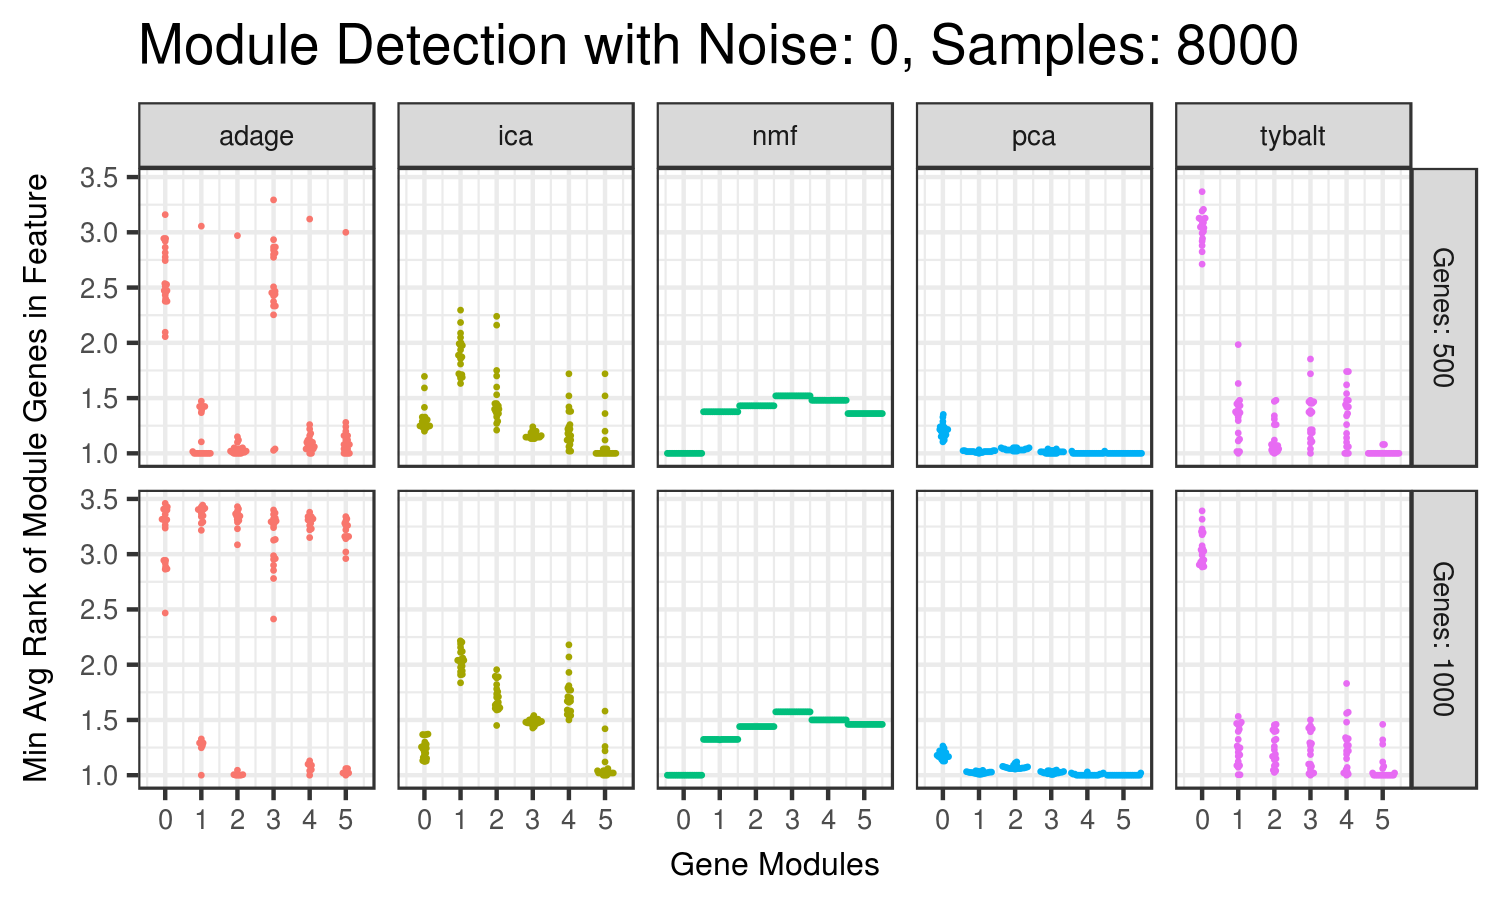 Module Detection with Noise: 0, Samples: 8000
adage ica nmf pca tybalt
Min Avg Rank of Module Genes in Feature
3.5
3.0
2.5
2.0
1.5
1.0
Genes: 500
3.5
3.0
2.5
2.0
1.5
1.0
Genes: 1000
0 1 2 3 4 5 0 1 2 3 4 5 0 1 2 3 4 5 0 1 2 3 4 5 0 1 2 3 4 5
Gene Modules